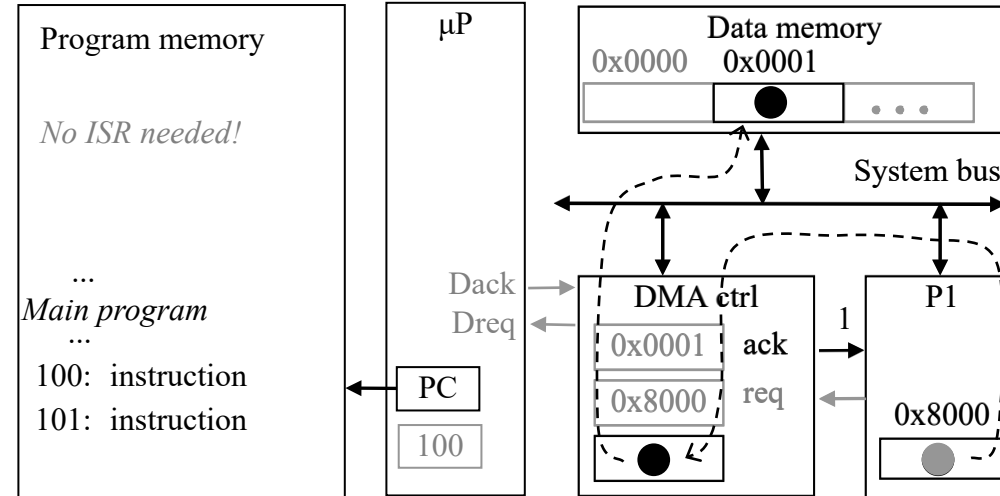 Program memory
No ISR needed!
...
Main program
...
100: instruction
101: instruction
μP
Dack
Dreq
PC
100
Data memory
0x0000 0x0001
System bus
DMA ctrl
0x0001 ack
0x8000 req
1
P1
0x8000